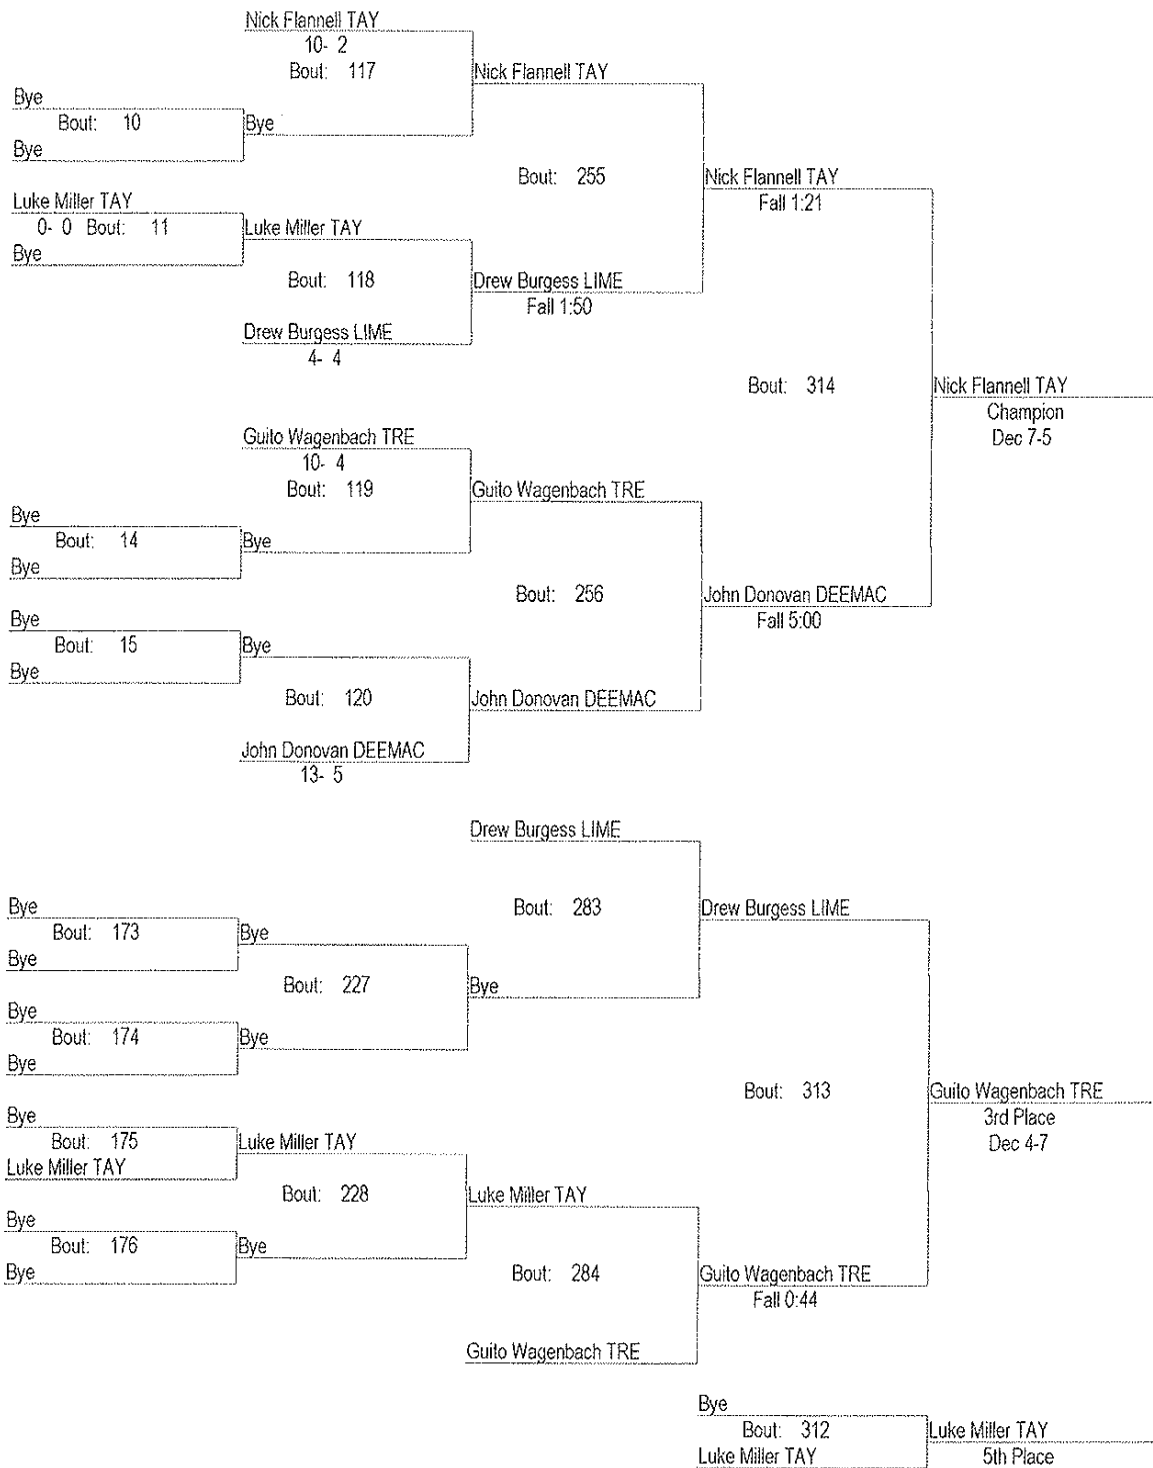 Nick Flannell TAY
10- 2
Bout: 117
Nick Flannell TAY
Bye
Bout: 10
Bye
Bye
Bout: 255
Nick Flannell TAY
Fall 1:21
Luke Miller TAY
0- 0 Bout: 11
Luke Miller TAY
Bye
Bout: 118
Drew Burgess LIME
Fall 1:50
Drew Burgess LIME
4- 4
Bout: 314
Nick Flannell TAY
Champion
Dec 7-5
Guito Wagenbach TRE
10- 4
Bout: 119
Guito Wagenbach TRE
Bye
Bout: 14
Bye
Bye
Bout: 256
John Donovan DEEMAC
Fall 5:00
Bye
Bout: 15
Bye
Bye
Bout: 120
John Donovan DEEMAC
John Donovan DEEMAC
13- 5
Drew Burgess LIME
Bout: 283
Drew Burgess LIME
Bye
Bout: 173
Bye
Bye
Bout: 227
Bye
Bye
Bout: 174
Bye
Bye
Bout: 313
Guito Wagenbach TRE
3rd Place
Dec 4-7
Bye
Bout: 175
Luke Miller TAY
Luke Miller TAY
Bout: 228
Luke Miller TAY
Bye
Bout: 176
Bye
Bye
Bout: 284
Guito Wagenbach TRE
Fall 0:44
Guito Wagenbach TRE
Bye
Bout: 312
Luke Miller TAY
Luke Miller TAY
5th Place